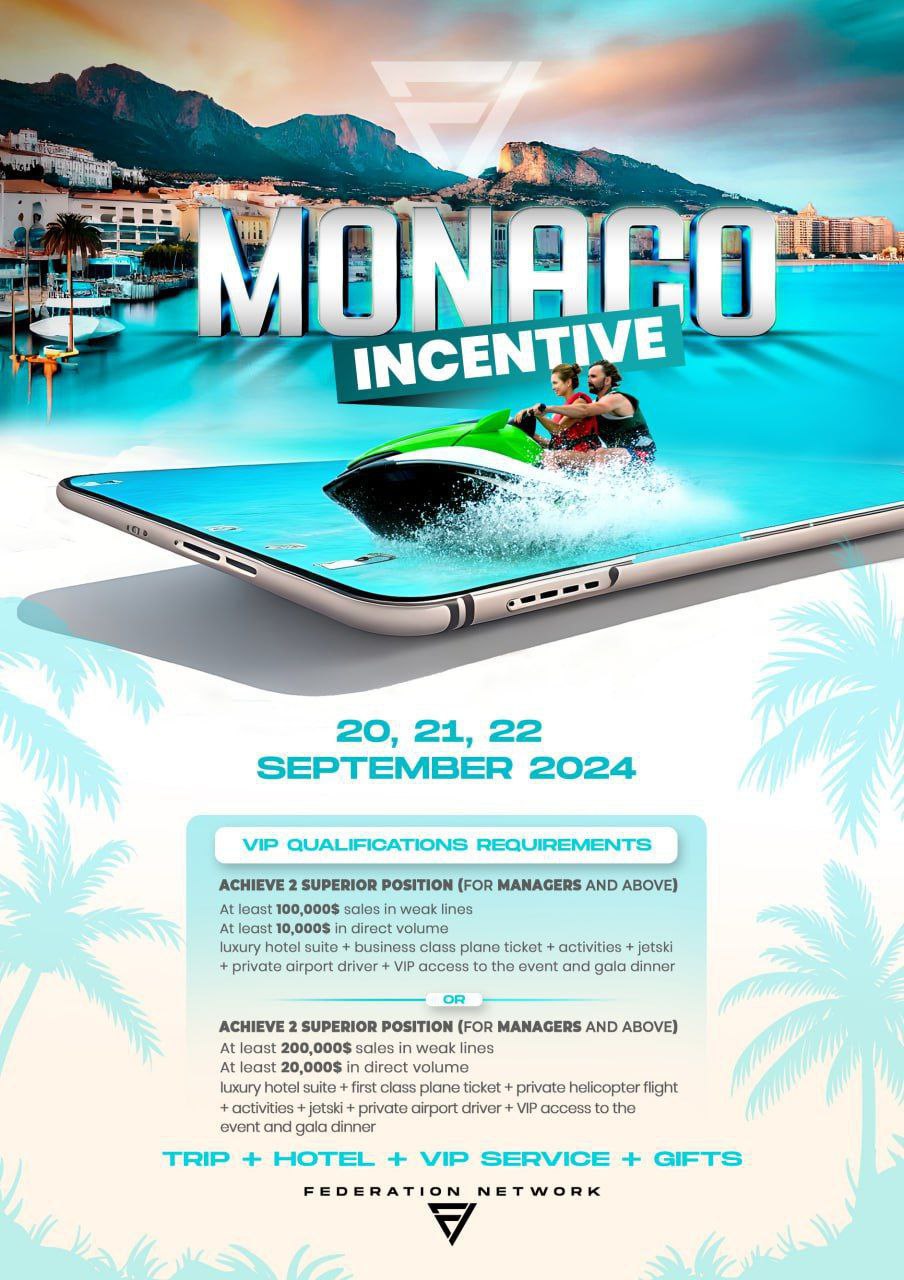 MONACO
INCENTIVE
20, 21, 22
SEPTEMBER 2024
VIP QUALIFICATIONS REQUIREMENTS
ACHIEVE 2 SUPERIOR POSITION (FOR MANAGERS AND ABOVE)
At least 100,000$ sales in weak lines
At least 10,000$ in direct volume
luxury hotel suite + business class plane ticket + activities + jetski
+ private airport driver + VIP access to the event and gala dinner
OR
ACHIEVE 2 SUPERIOR POSITION (FOR MANAGERS AND ABOVE)
At least 200,000$ sales in weak lines
At least 20,000$ in direct volume
luxury hotel suite + first class plane ticket + private helicopter flight
+ activities + jetski + private airport driver + VIP access to the
event and gala dinner
TRIP + HOTEL + VIP SERVICE + GIFTS
FEDERATION NETWORK